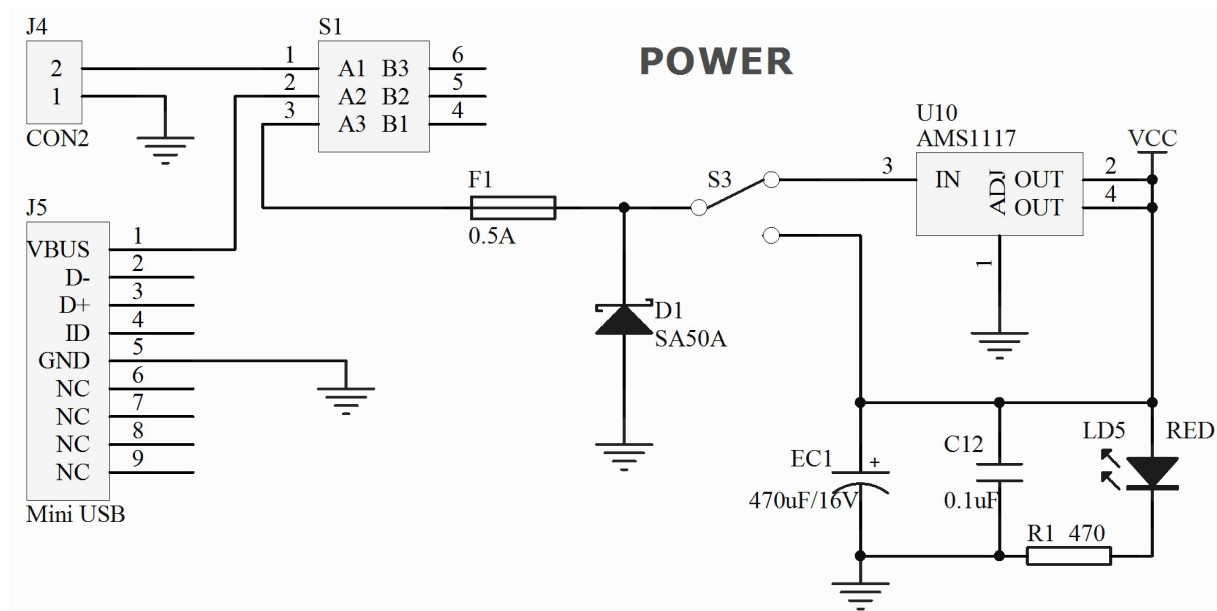 POWER
J4
2
1
CON2
S1
1 A1 B3 6
2 A2 B2 5
3 A3 B1 4
J5
VBUS 1
D- 2
D+ 3
ID 4
GND 5
NC 6
NC 7
NC 8
NC 9
Mini USB
F1
0.5A
D1
SA50A
S3
U10
AMS1117
VCC
3 IN ADJ OUT 2
OUT 4
1
EC1 +
470uF/16V
C12
0.1uF
LD5 RED
R1 470